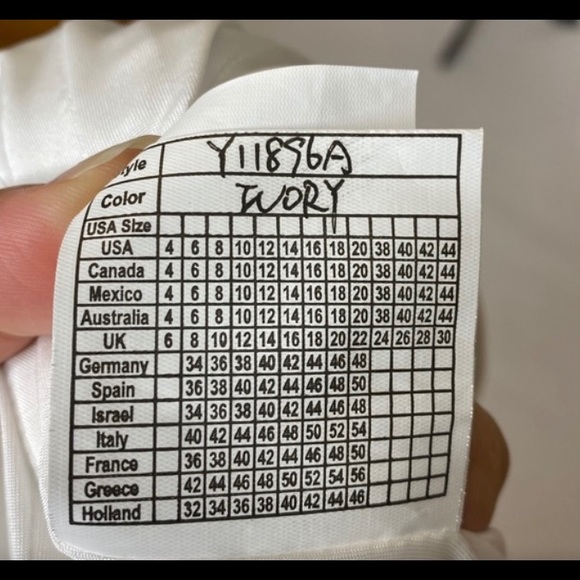 Style Y11896A
Color IVORY
USA Size
USA 4 6 8 10 12 14 16 18 20 38 40 42 44
Canada 4 6 8 10 12 14 16 18 20 38 40 42 44
Mexico 4 6 8 10 12 14 16 18 20 38 40 42 44
Australia 4 6 8 10 12 14 16 18 20 38 40 42 44
UK 6 8 10 12 14 16 18 20 22 24 26 28 30
Germany 34 36 38 40 42 44 46 48
Spain 36 38 40 42 44 46 48 50
Israel 34 36 38 40 42 44 46 48
Italy 40 42 44 46 48 50 52 54
France 36 38 40 42 44 46 48 50
Greece 42 44 46 48 50 52 54 56
Holland 32 34 36 38 40 42 44 46